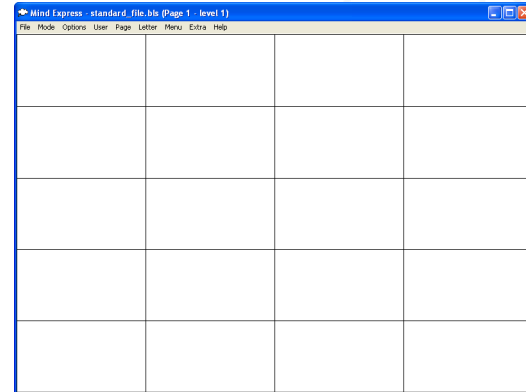 Mind Express - standard_file.bls (Page 1 - level 1)
File Mode Options User Page Letter Menu Extra Help